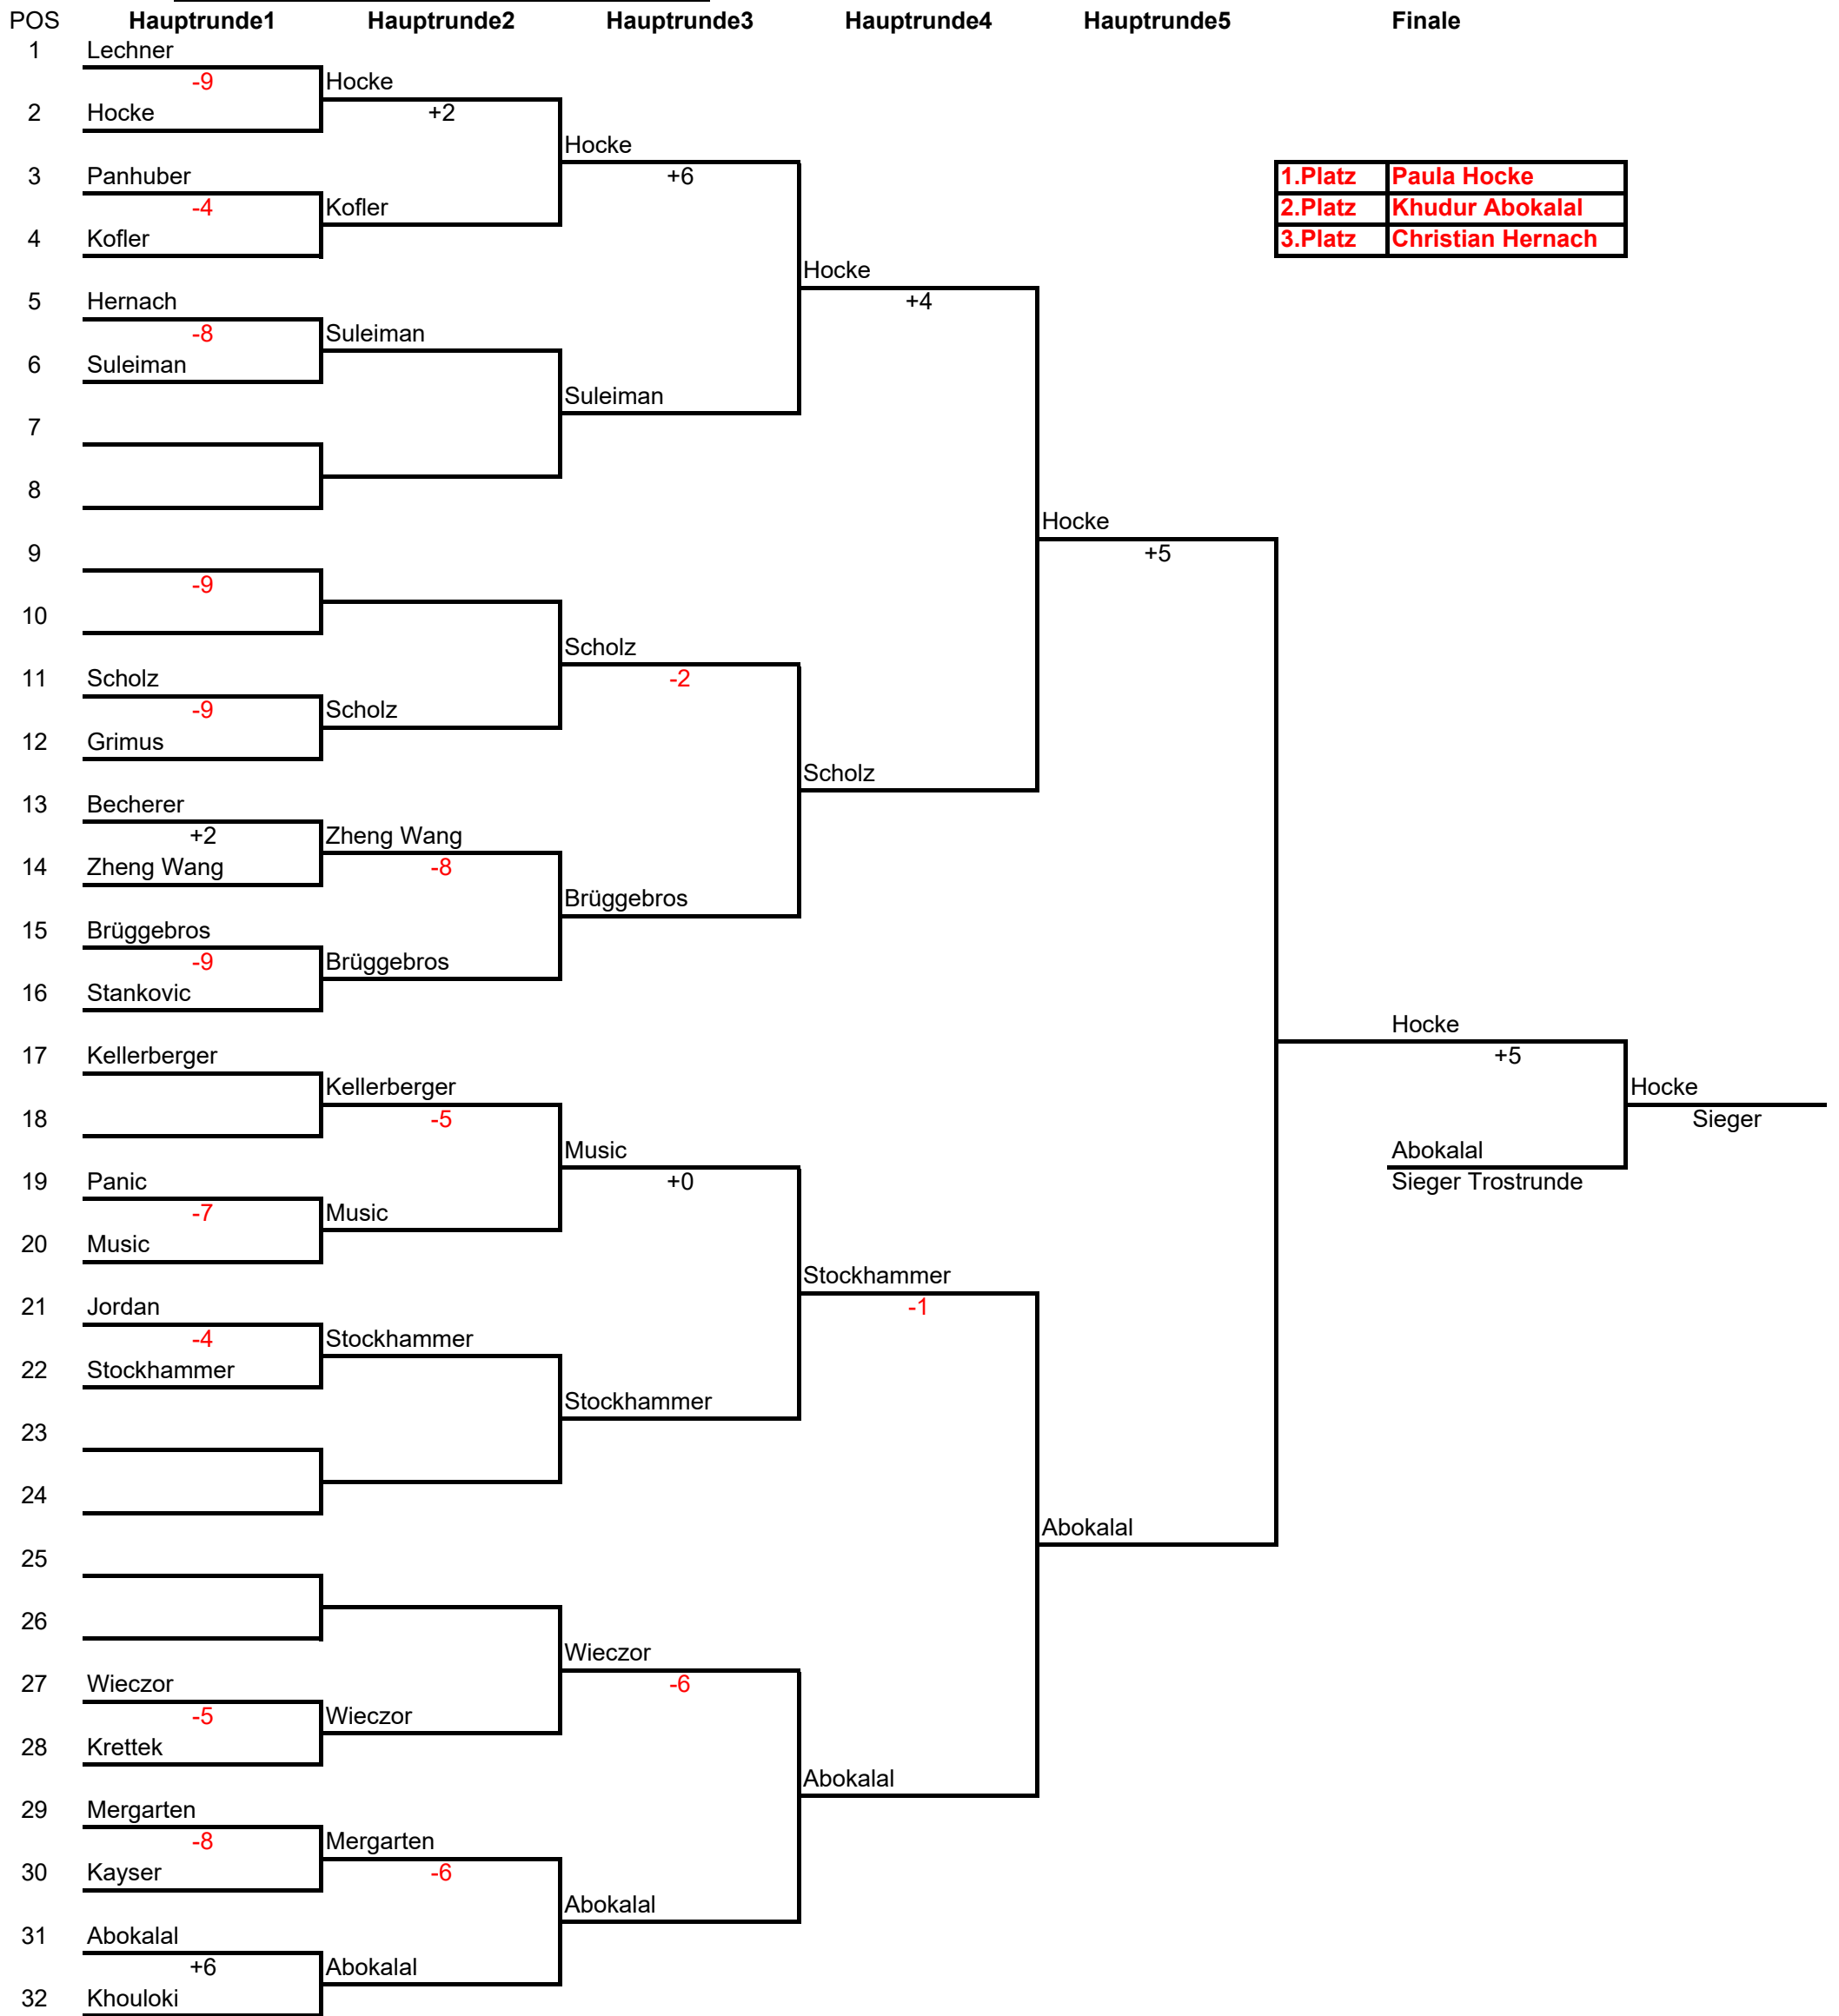 POS Hauptrunde1 Hauptrunde2 Hauptrunde3 Hauptrunde4 Hauptrunde5 Finale
1 Lechner
-9 Hocke
2 Hocke +2
Hocke
3 Panhuber +6 1.Platz Paula Hocke
-4 Kofler 2.Platz Khudur Abokalal
4 Kofler 3.Platz Christian Hernach
Hocke
5 Hernach +4
-8 Suleiman
6 Suleiman
Suleiman
7
8
Hocke
9 +5
-9
10
Scholz
11 Scholz -2
-9 Scholz
12 Grimus
Scholz
13 Becherer
+2 Zheng Wang
14 Zheng Wang -8
Brüggebros
15 Brüggebros
-9 Brüggebros
16 Stankovic
Hocke
17 Kellerberger +5
Kellerberger Hocke
18 -5 Sieger
Music Abokalal
19 Panic +0 Sieger Trostrunde
-7 Music
20 Music
Stockhammer
21 Jordan -1
-4 Stockhammer
22 Stockhammer
Stockhammer
23
24
Abokalal
25
26
Wieczor
27 Wieczor -6
-5 Wieczor
28 Krettek
Abokalal
29 Mergarten
-8 Mergarten
30 Kayser -6
Abokalal
31 Abokalal
+6 Abokalal
32 Khouloki